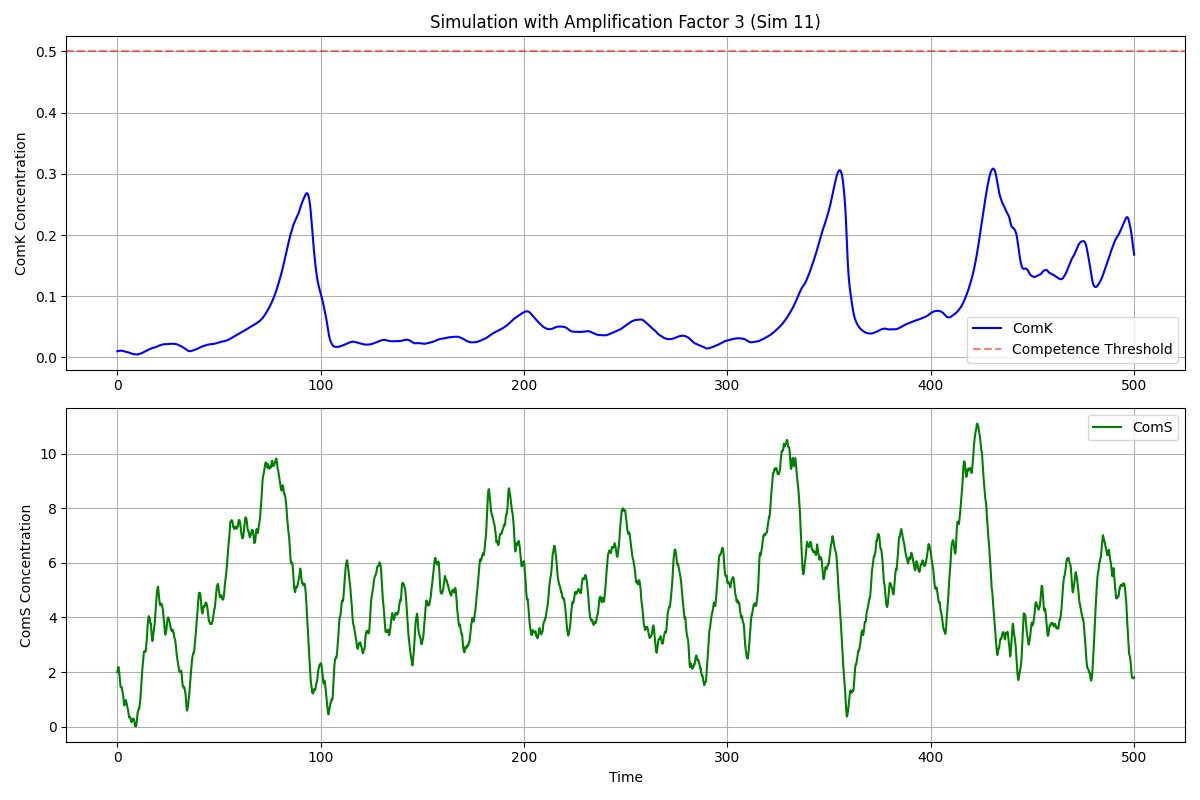 Simulation with Amplification Factor 3 (Sim 11)
ComK Concentration
0.5
0.4
0.3
0.2
0.1
0.0
ComK
Competence Threshold
0 100 200 300 400 500
ComS Concentration
10
8
6
4
2
0
ComS
0 100 200 300 400 500
Time